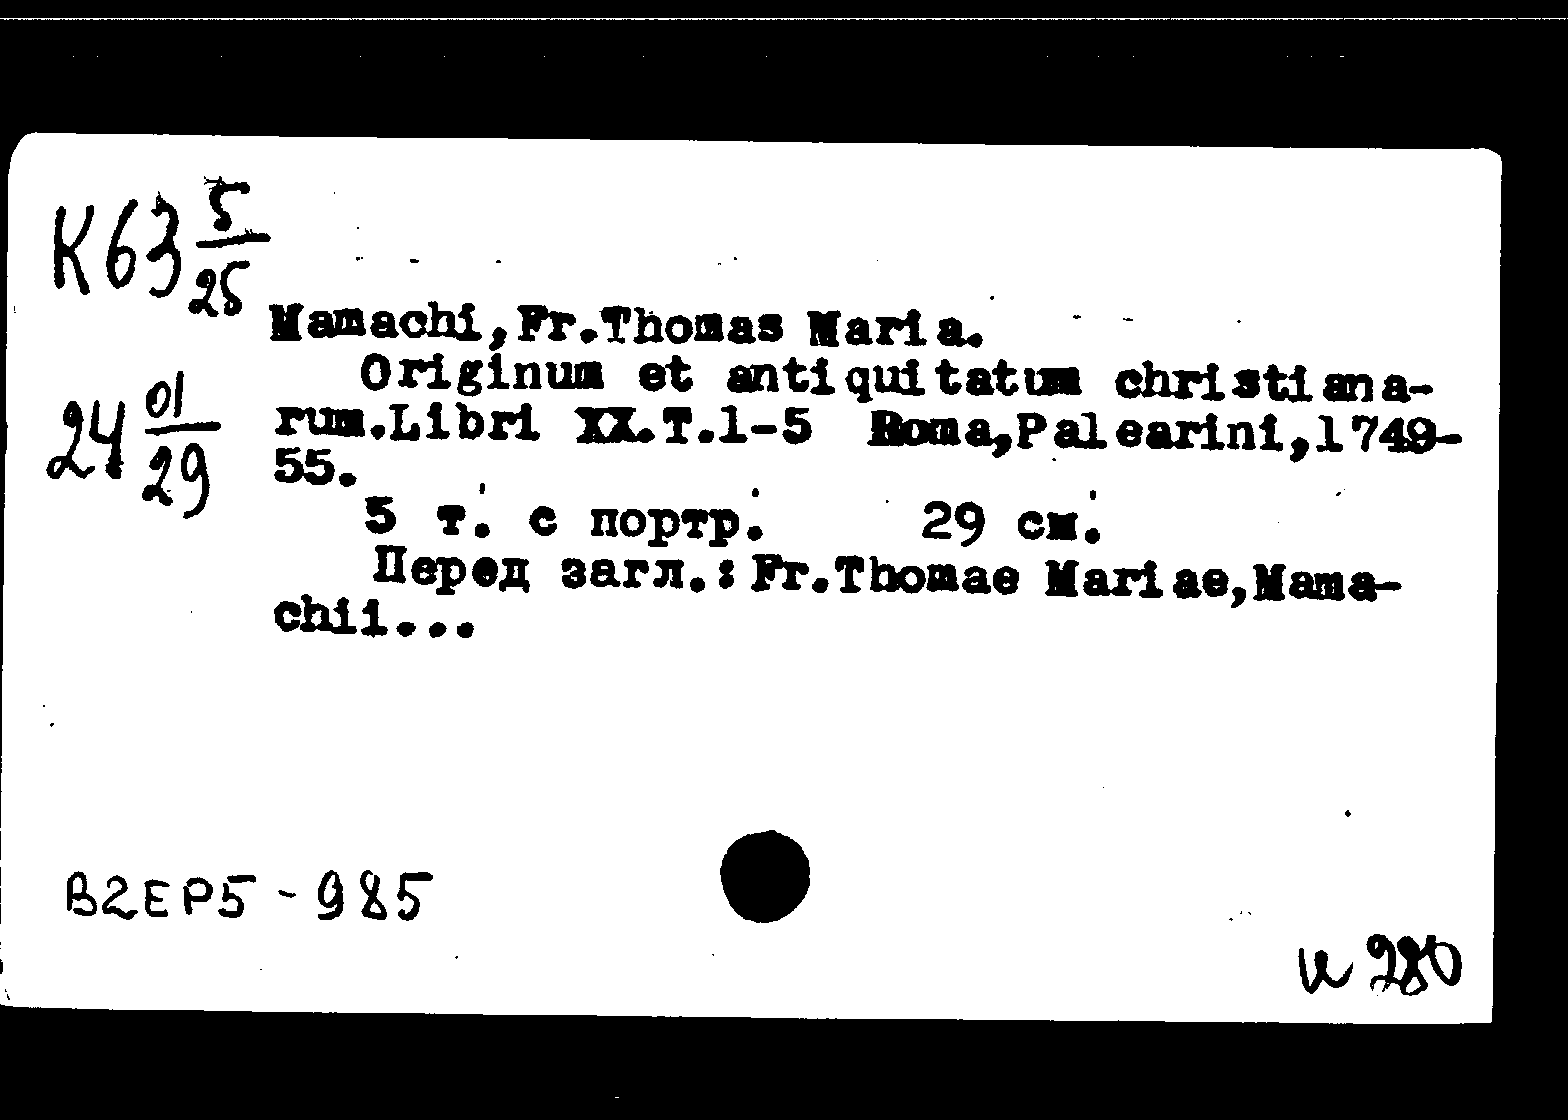 К63 5/25
Mamachi,Fr.Thomas Maria.
Originum et antiquitatum christiana-
24 01/29
rum.Libri XX.T.1-5 Roma,Palearini,1749-
55.
5 т. с портр. 29 см.
Перед загл.: Fr.Thomae Mariae,Mama-
chii...
B2EP5-985
и 280